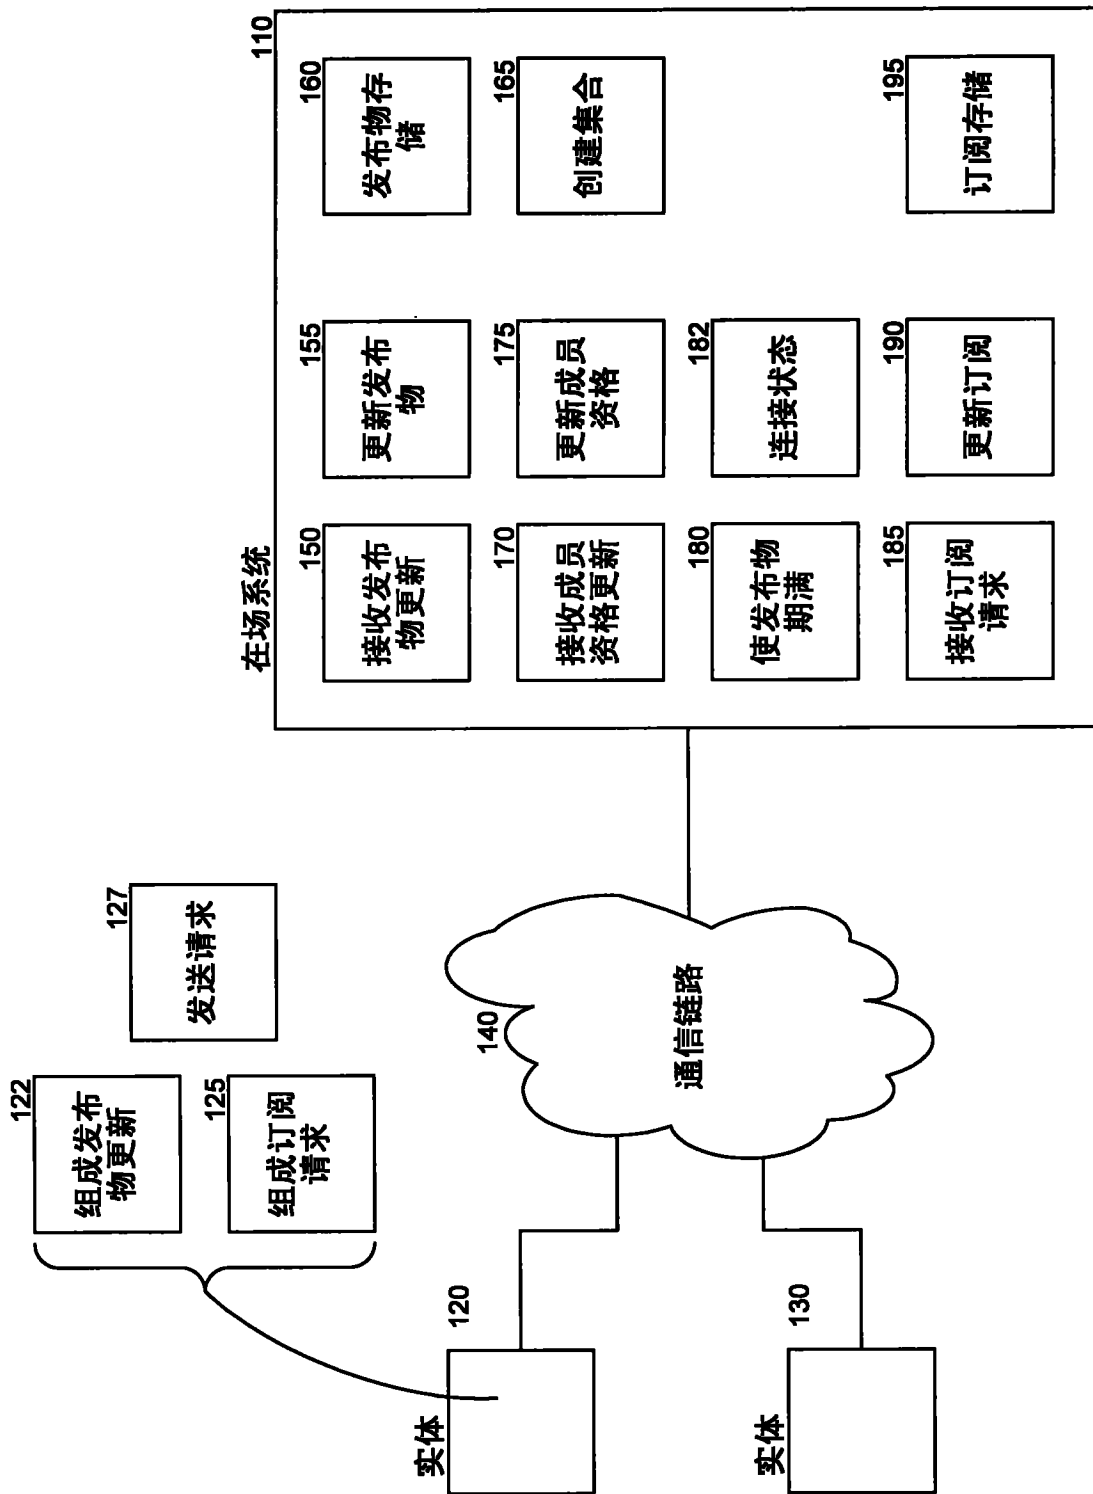 122
组成发布
物更新
127
发送请求
125
组成订阅
请求
实体
120
实体
130
140
通信链路
在场系统
110
150
接收发布
物更新
155
更新发布
物
160
发布物存
储
170
接收成员
资格更新
175
更新成员
资格
165
创建集合
180
使发布物
期满
182
连接状态
185
接收订阅
请求
190
更新订阅
195
订阅存储